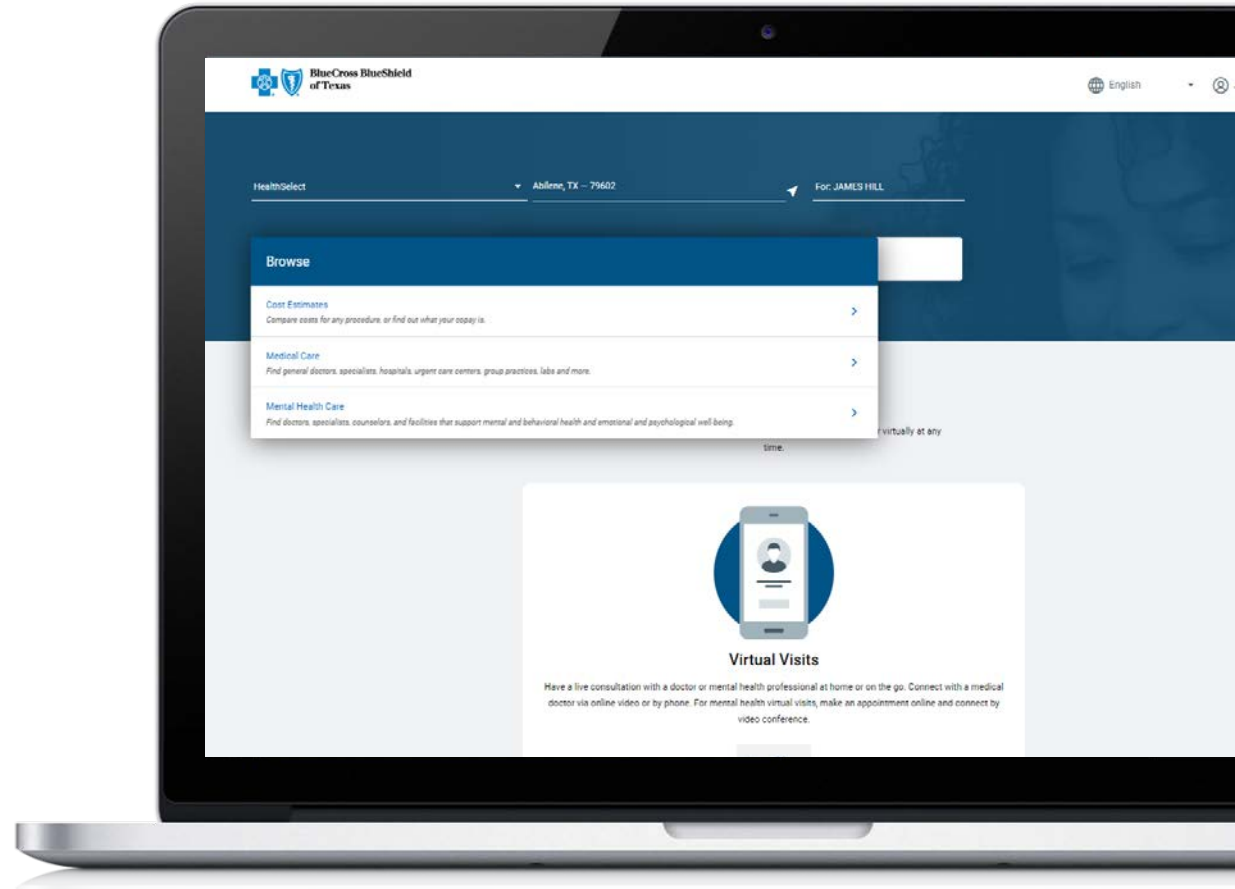 BlueCross BlueShield
of Texas
English
HealthSelect
Abilene, TX – 79602
For: JAMES HILL
Browse
Cost Estimates
Compare costs for any procedure, or find out what your copay is.
Medical Care
Find general doctors, specialists, hospitals, urgent care centers, group practices, labs and more.
Mental Health Care
Find doctors, specialists, counselors, and facilities that support mental and behavioral health and emotional and psychological well-being.
virtually at any
time.
Virtual Visits
Have a live consultation with a doctor or mental health professional at home or on the go. Connect with a medical
doctor via online video or by phone. For mental health virtual visits, make an appointment online and connect by
video conference.